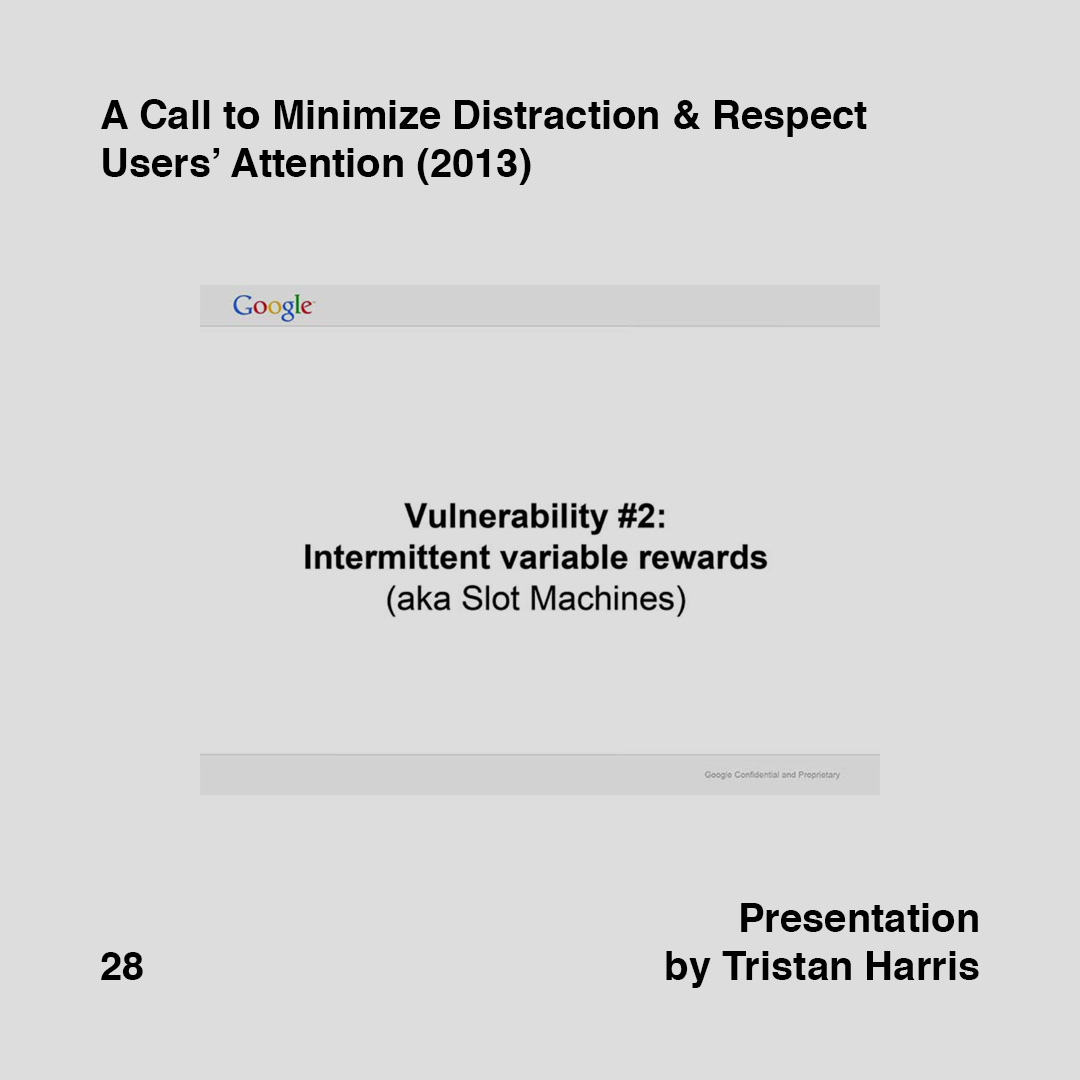 A Call to Minimize Distraction & Respect
Users’ Attention (2013)
Google
Vulnerability #2:
Intermittent variable rewards
(aka Slot Machines)
Google Confidential and Proprietary
28
Presentation
by Tristan Harris